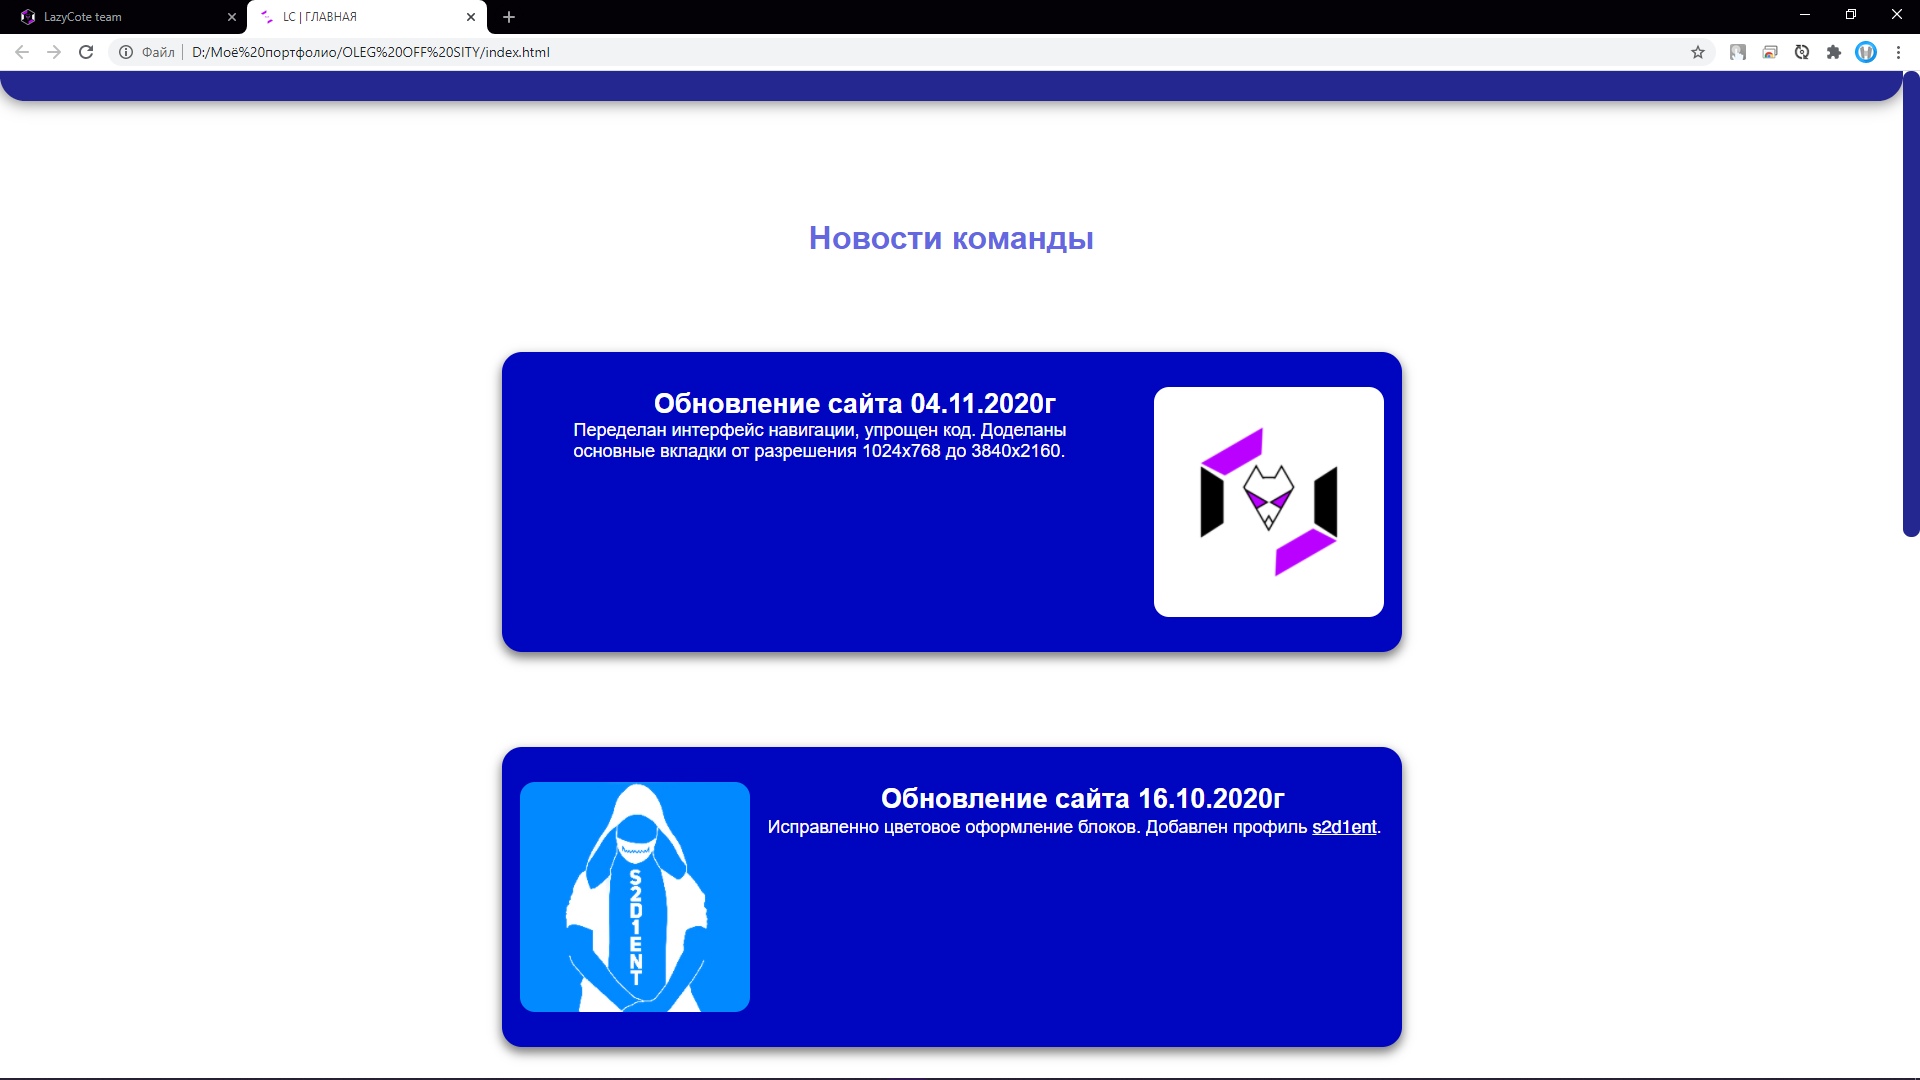 LazyCote team
LC | ГЛАВНАЯ
Файл
D:/Моё%20портфолио/OLEG%20OFF%20SITY/index.html
Новости команды
Обновление сайта 04.11.2020г
Переделан интерфейс навигации, упрощен код. Доделаны
основные вкладки от разрешения 1024x768 до 3840x2160.
Обновление сайта 16.10.2020г
Исправленно цветовое оформление блоков. Добавлен профиль s2d1ent.
S2D1ENT